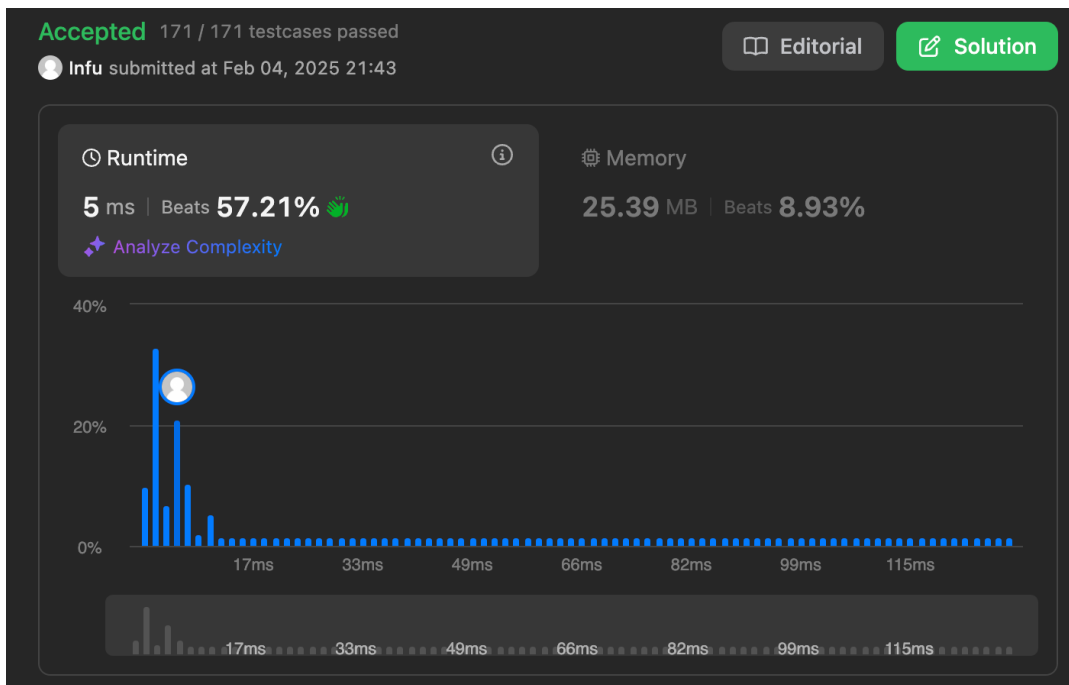 Accepted 171 / 171 testcases passed
Editorial
Solution
Infu submitted at Feb 04, 2025 21:43
Runtime
5 ms | Beats 57.21%
Analyze Complexity
Memory
25.39 MB | Beats 8.93%
40%
20%
0%
17ms 33ms 49ms 66ms 82ms 99ms 115ms
17ms 33ms 49ms 66ms 82ms 99ms 115ms